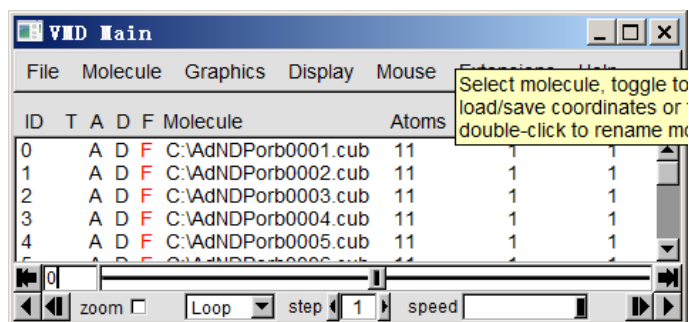 VMD Main
File Molecule Graphics Display Mouse Extensions Help
Select molecule, toggle to
load/save coordinates or
double-click to rename mo
ID T A D F Molecule Atoms
0 A D F C:\AdNDPorb0001.cub 11 1 1
1 A D F C:\AdNDPorb0002.cub 11 1 1
2 A D F C:\AdNDPorb0003.cub 11 1 1
3 A D F C:\AdNDPorb0004.cub 11 1 1
4 A D F C:\AdNDPorb0005.cub 11 1 1
0
zoom Loop step 1 speed